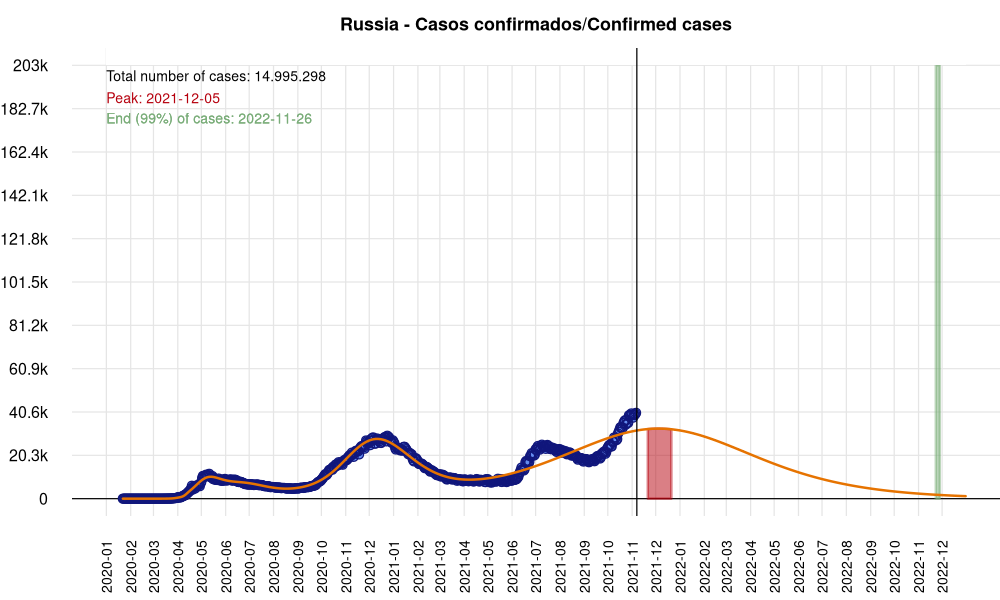 Russia - Casos confirmados/Confirmed cases
203k
Total number of cases: 14.995.298
Peak: 2021-12-05
End (99%) of cases: 2022-11-26
182.7k
162.4k
142.1k
121.8k
101.5k
81.2k
60.9k
40.6k
20.3k
0
2020-01
2020-02
2020-03
2020-04
2020-05
2020-06
2020-07
2020-08
2020-09
2020-10
2020-11
2020-12
2021-01
2021-02
2021-03
2021-04
2021-05
2021-06
2021-07
2021-08
2021-09
2021-10
2021-11
2021-12
2022-01
2022-02
2022-03
2022-04
2022-05
2022-06
2022-07
2022-08
2022-09
2022-10
2022-11
2022-12